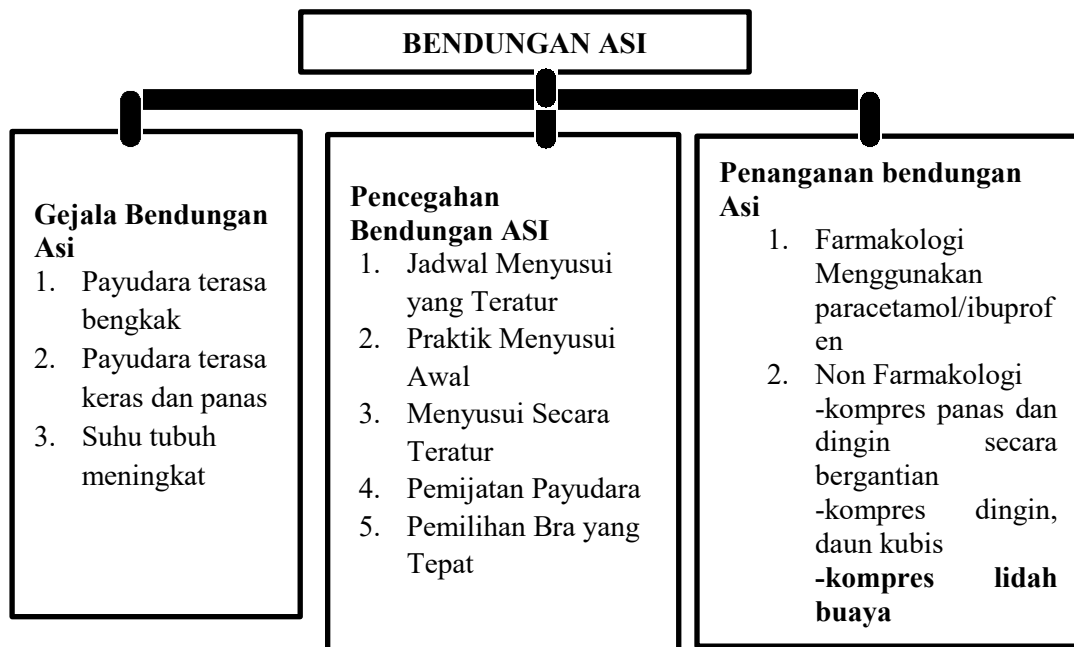 BENDUNGAN ASI
Gejala Bendungan
Asi
1. Payudara terasa
bengkak
2. Payudara terasa
keras dan panas
3. Suhu tubuh
meningkat
Pencegahan
Bendungan ASI
1. Jadwal Menyusui
yang Teratur
2. Praktik Menyusui
Awal
3. Menyusui Secara
Teratur
4. Pemijatan Payudara
5. Pemilihan Bra yang
Tepat
Penanganan bendungan
Asi
1. Farmakologi
Menggunakan
paracetamol/ibuprof
en
2. Non Farmakologi
-kompres panas dan
dingin secara
bergantian
-kompres dingin,
daun kubis
-kompres lidah
buaya